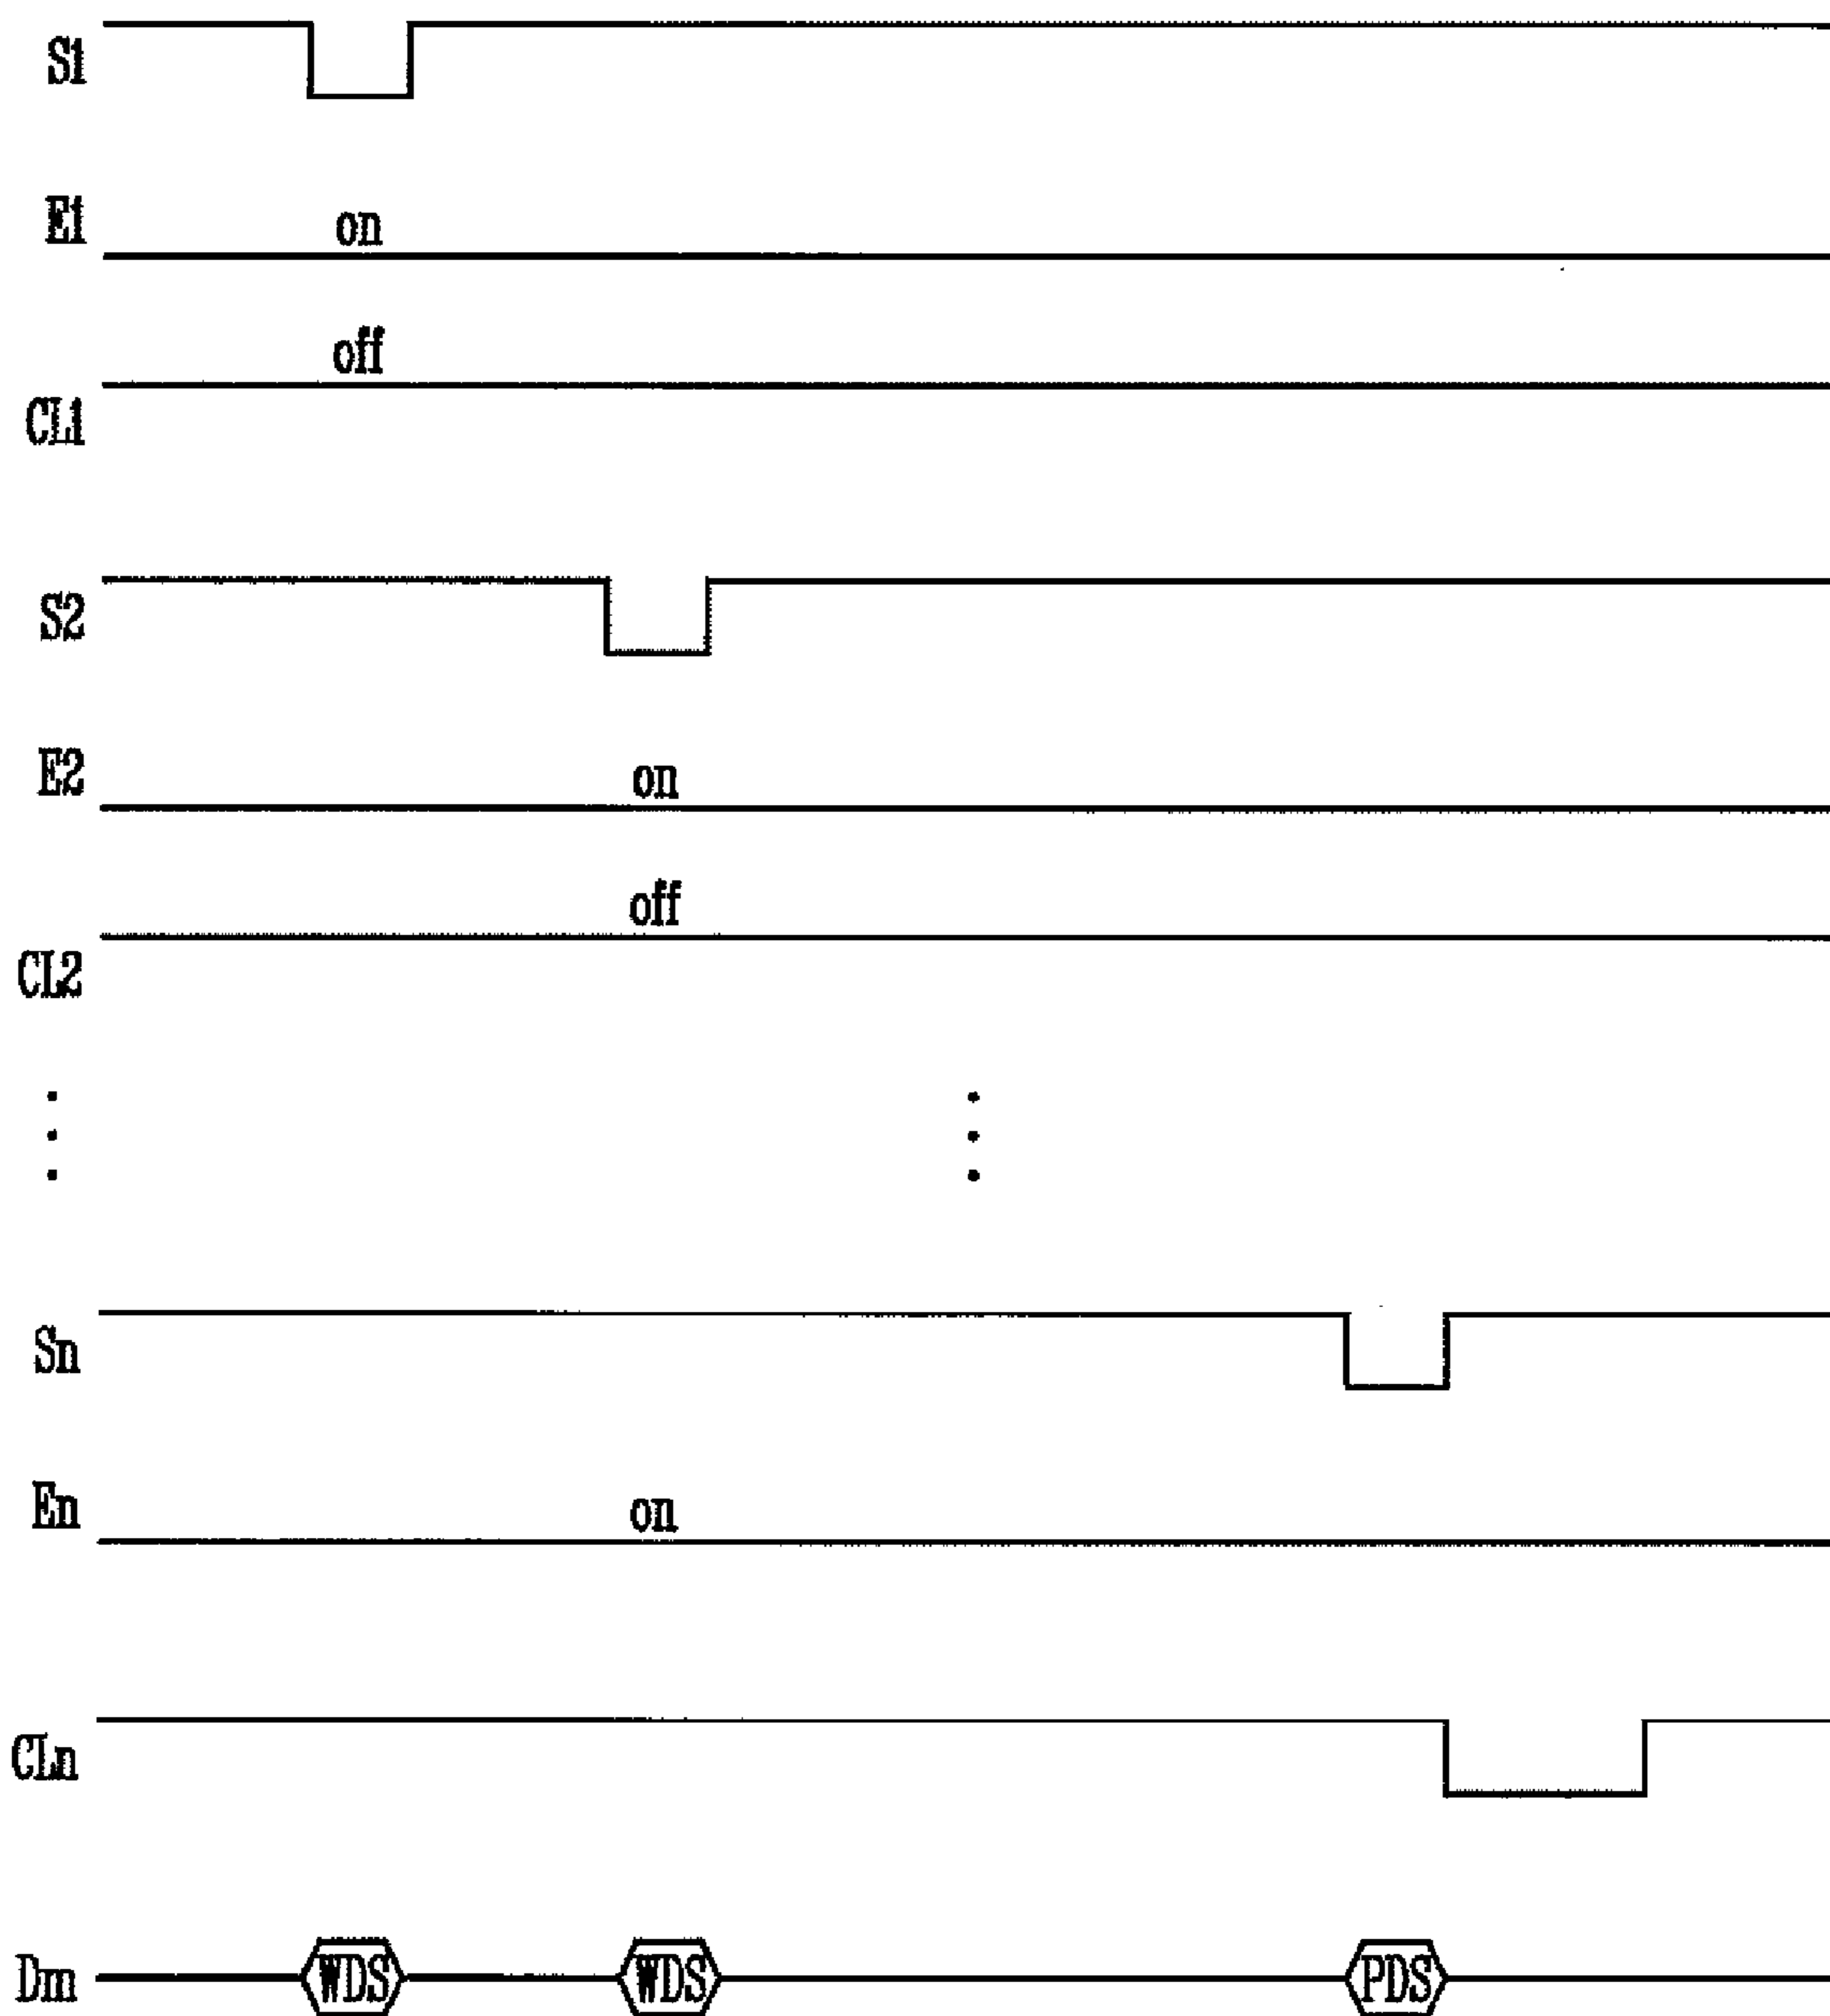 S1
E1 on
off
CL1
S2
E2 on
off
CL2
Sn
En on
CLn
Dm WDS WDS PDS